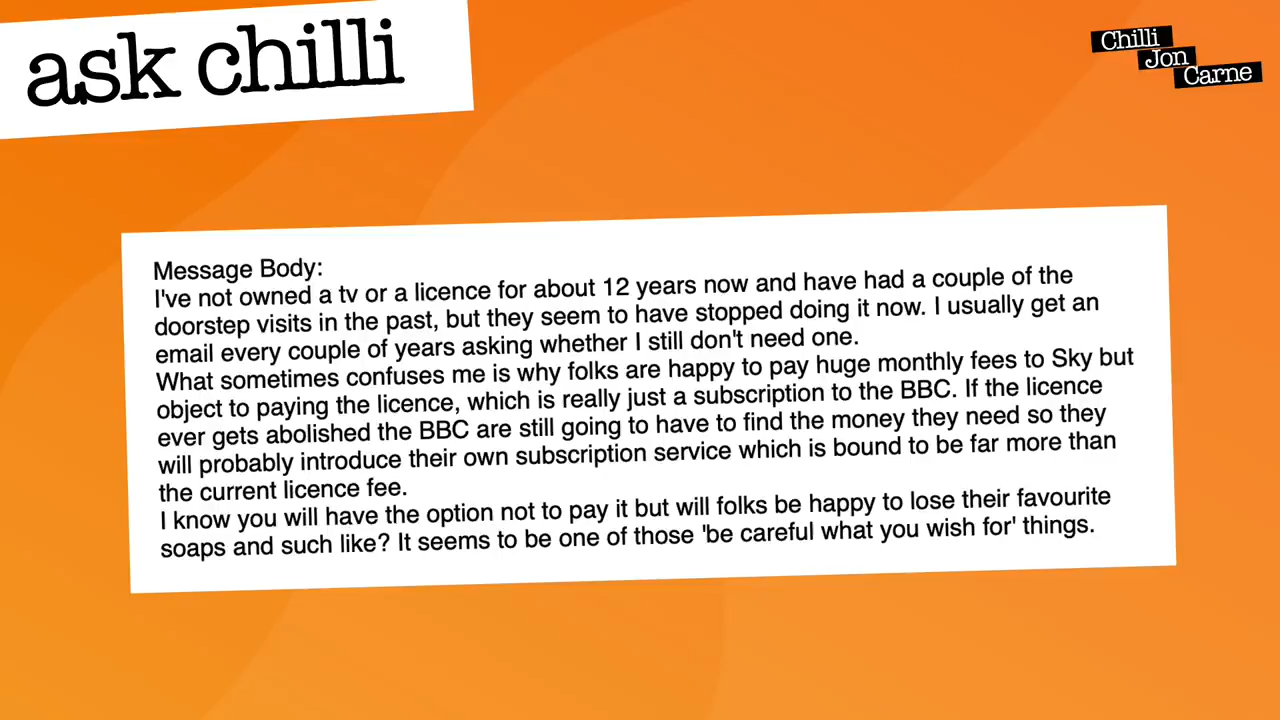 ask chilli
Chilli
Jon
Carne
Message Body:
I've not owned a tv or a licence for about 12 years now and have had a couple of the
doorstep visits in the past, but they seem to have stopped doing it now. I usually get an
email every couple of years asking whether I still don't need one.
What sometimes confuses me is why folks are happy to pay huge monthly fees to Sky but
object to paying the licence, which is really just a subscription to the BBC. If the licence
ever gets abolished the BBC are still going to have to find the money they need so they
will probably introduce their own subscription service which is bound to be far more than
the current licence fee.
I know you will have the option not to pay it but will folks be happy to lose their favourite
soaps and such like? It seems to be one of those 'be careful what you wish for' things.